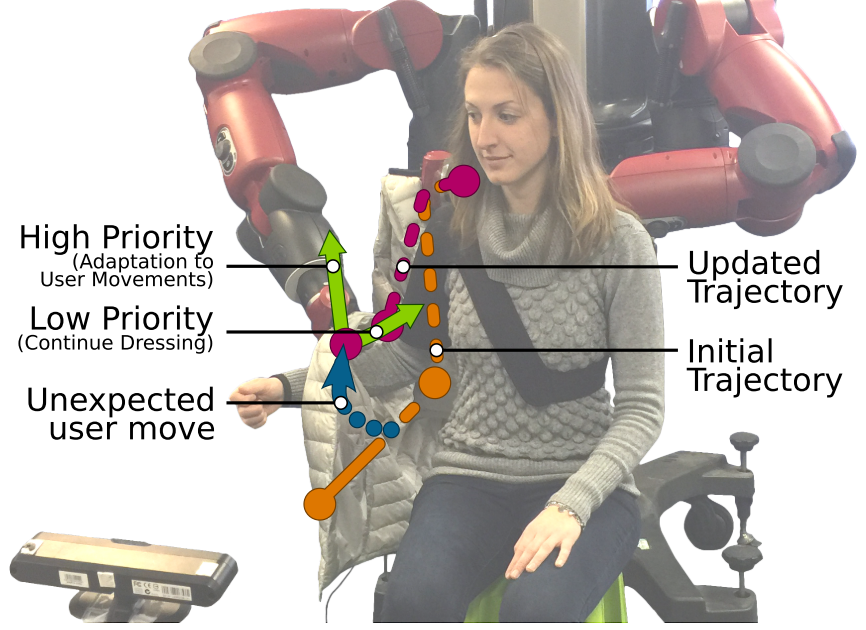 High Priority
(Adaptation to
User Movements)
Low Priority
(Continue Dressing)
Unexpected
user move
Updated
Trajectory
Initial
Trajectory